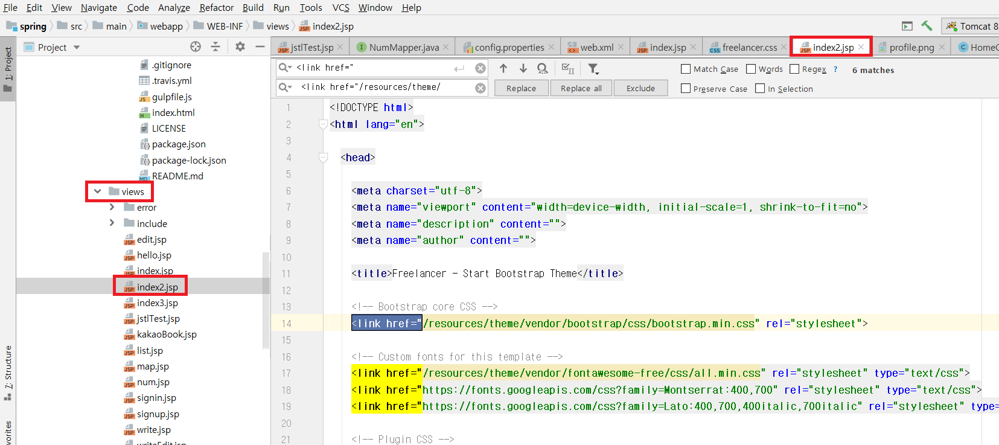 File Edit View Navigate Code Analyze Refactor Build Run Tools VCS Window Help
spring src main webapp WEB-INF views index2.jsp Tomcat 8
Project
jstlTest.jsp NumMapper.java config.properties web.xml index.jsp freelancer.css index2.jsp profile.png HomeC
1: Project
7: Structure
vorites
.gitignore
.travis.yml
gulpfile.js
index.html
LICENSE
package.json
package-lock.json
README.md
views
error
include
edit.jsp
hello.jsp
index.jsp
index2.jsp
index3.jsp
jstlTest.jsp
kakaoBook.jsp
list.jsp
map.jsp
num.jsp
signin.jsp
signup.jsp
write.jsp
writeEdit.jsp
<link href=" Match Case Words Regex ? 6 matches
<link href="/resources/theme/ Replace Replace all Exclude Preserve Case In Selection
1 <!DOCTYPE html>
2 <html lang="en">
3
4 <head>
5
6 <meta charset="utf-8">
7 <meta name="viewport" content="width=device-width, initial-scale=1, shrink-to-fit=no">
8 <meta name="description" content="">
9 <meta name="author" content="">
10
11 <title>Freelancer - Start Bootstrap Theme</title>
12
13 <!-- Bootstrap core CSS -->
14 <link href="/resources/theme/vendor/bootstrap/css/bootstrap.min.css" rel="stylesheet">
15
16 <!-- Custom fonts for this template -->
17 <link href="/resources/theme/vendor/fontawesome-free/css/all.min.css" rel="stylesheet" type="text/css">
18 <link href="https://fonts.googleapis.com/css?family=Montserrat:400,700" rel="stylesheet" type="text/css">
19 <link href="https://fonts.googleapis.com/css?family=Lato:400,700,400italic,700italic" rel="stylesheet" type=
20
21 <!-- Plugin CSS -->